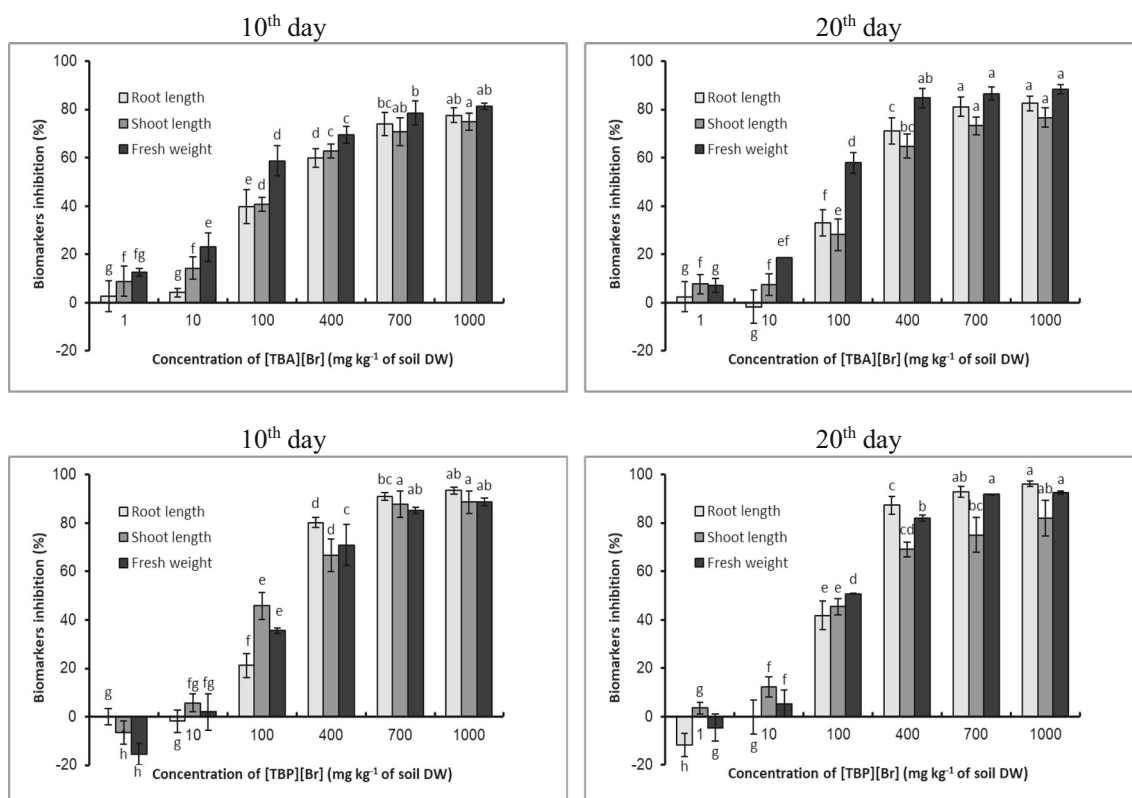 10th day
100
80
60
40
20
0
-20
Biomarkers inhibition (%)
Root length
Shoot length
Fresh weight
g f fg
g f e
e d d
d c c
bc ab b
ab a ab
1 10 100 400 700 1000
Concentration of [TBA][Br] (mg kg-1 of soil DW)
20th day
100
80
60
40
20
0
-20
Biomarkers inhibition (%)
Root length
Shoot length
Fresh weight
g f g
g f ef
f e d
c bc ab
a a a
a a a
1 10 100 400 700 1000
Concentration of [TBA][Br] (mg kg-1 of soil DW)
10th day
100
80
60
40
20
0
-20
Biomarkers inhibition (%)
Root length
Shoot length
Fresh weight
g h h
g fg fg
f e e
d d c
bc a ab
ab a ab
10 100 400 700 1000
Concentration of [TBP][Br] (mg kg-1 of soil DW)
20th day
100
80
60
40
20
0
-20
Biomarkers inhibition (%)
Root length
Shoot length
Fresh weight
h g g
g f f
e e d
c cd b
ab bc a
a ab a
1 10 100 400 700 1000
Concentration of [TBP][Br] (mg kg-1 of soil DW)